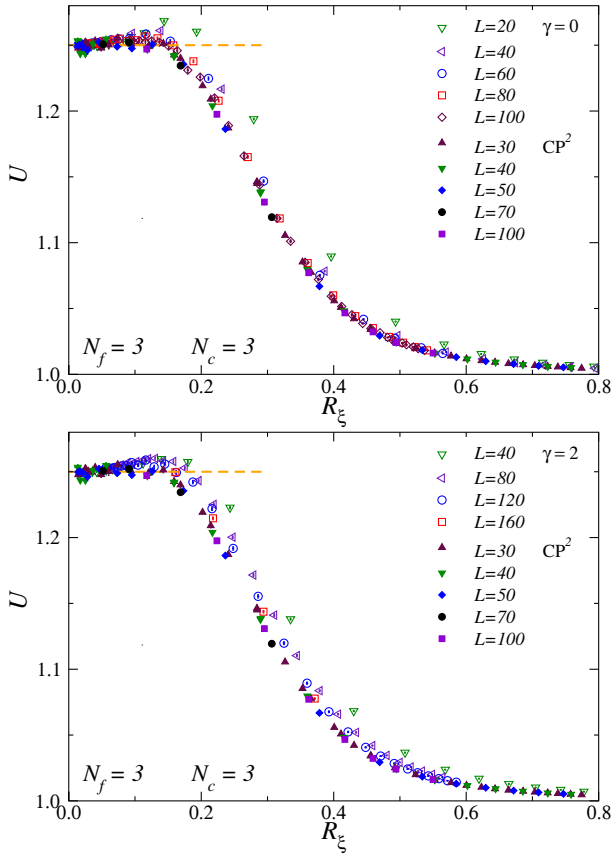 L=20 γ=0
L=40
1.2
L=60
L=80
L=100
L=30 CP²
U
L=40
L=50
1.1
L=70
L=100
N_f = 3 N_c = 3
1.0
0.0 0.2 0.4 0.6 0.8
R_ξ
L=40 γ=2
L=80
1.2
L=120
L=160
L=30 CP²
U
L=40
L=50
1.1
L=70
L=100
N_f = 3 N_c = 3
1.0
0.0 0.2 0.4 0.6 0.8
R_ξ